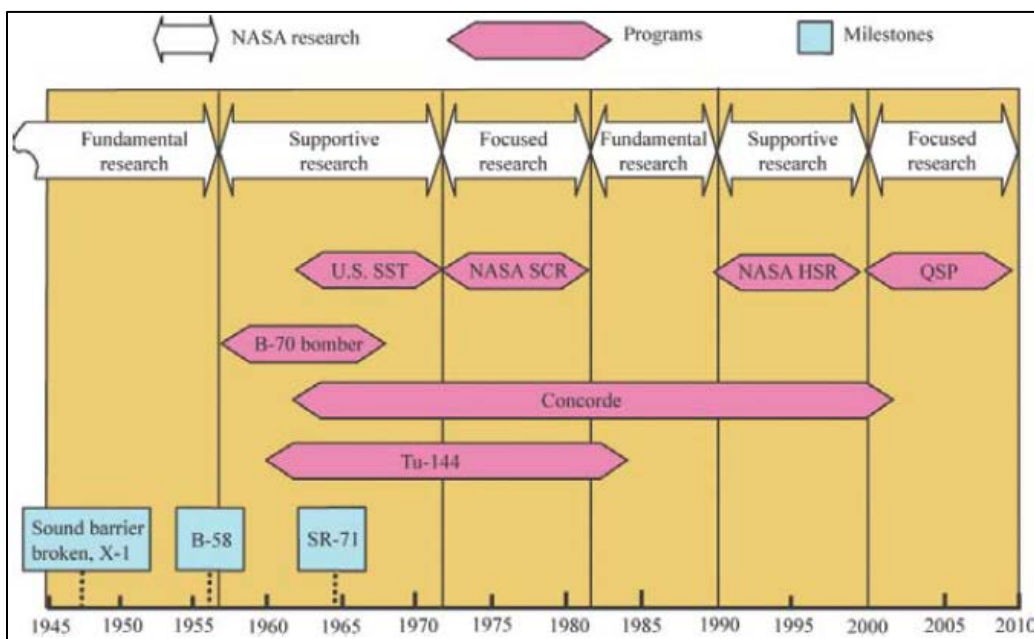 NASA research
Programs
Milestones
Fundamental
research
Supportive
research
Focused
research
Fundamental
research
Supportive
research
Focused
research
U.S. SST
NASA SCR
NASA HSR
QSP
B-70 bomber
Concorde
Tu-144
Sound barrier
broken, X-1
B-58
SR-71
1945 1950 1955 1960 1965 1970 1975 1980 1985 1990 1995 2000 2005 2010